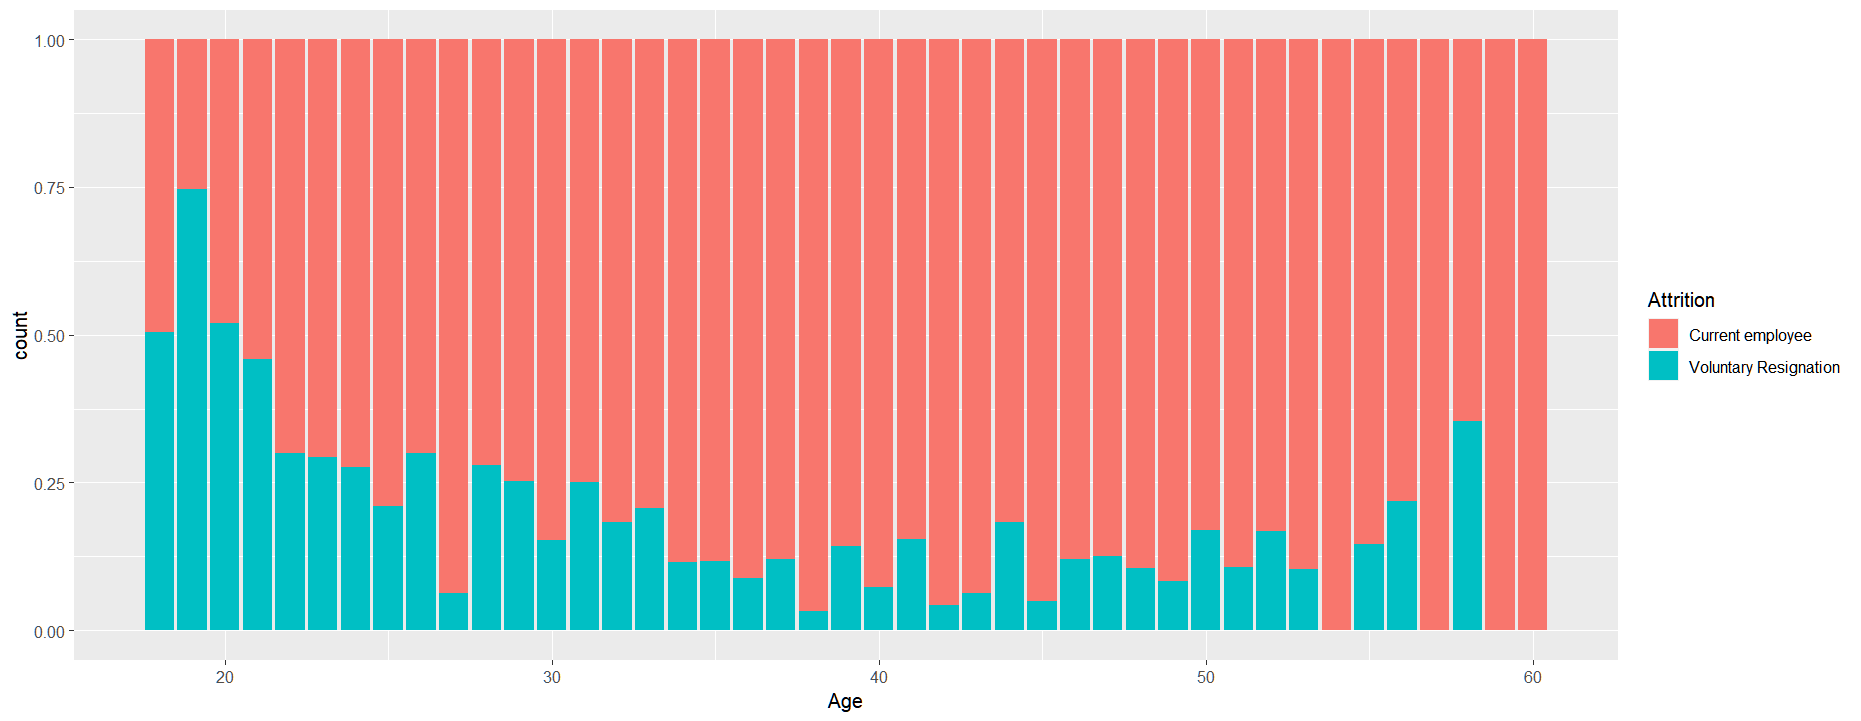 1.00
0.75
0.50
0.25
0.00
count
20
30
40
50
60
Age
Attrition
Current employee
Voluntary Resignation